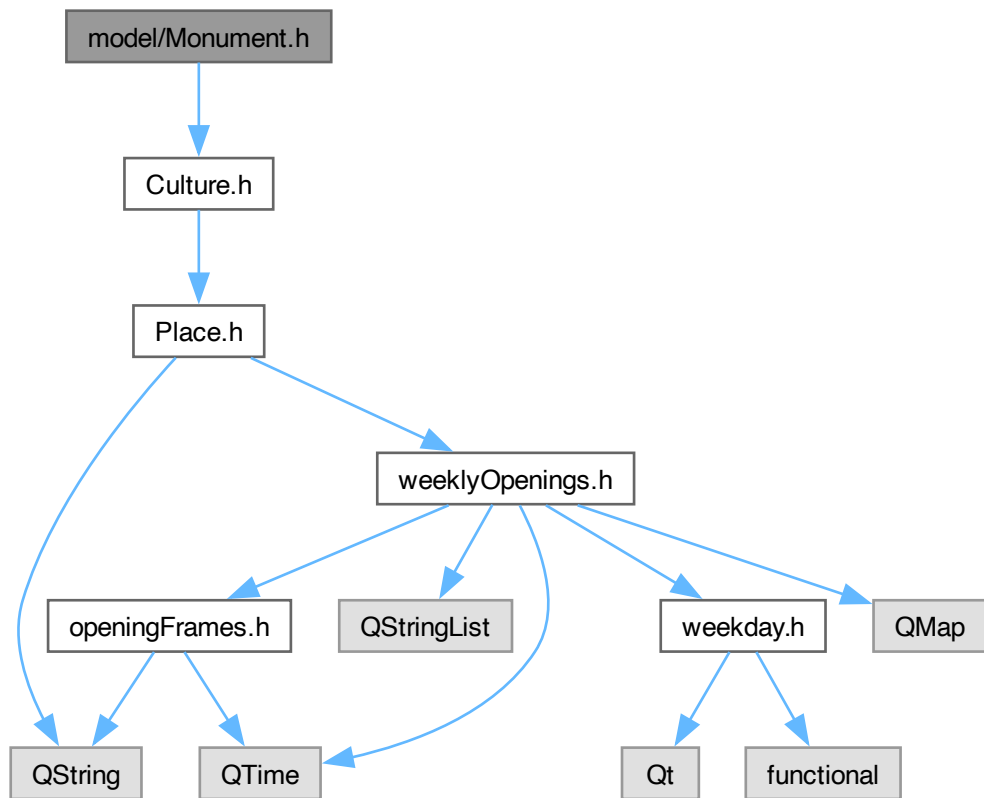 model/Monument.h
Culture.h
Place.h
weeklyOpenings.h
openingFrames.h
QStringList
weekday.h
QMap
QString
QTime
Qt
functional